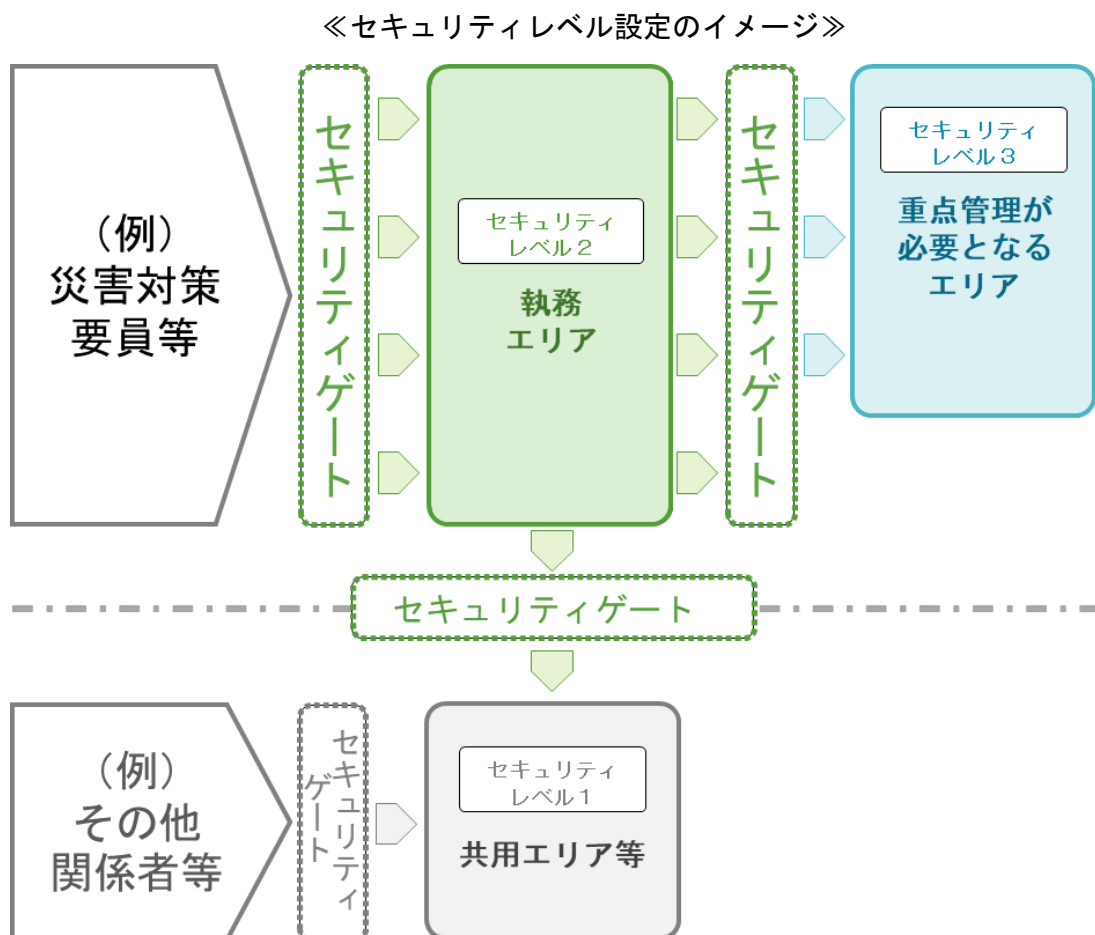 ≪セキュリティレベル設定のイメージ≫
（例）
災害対策
要員等
セキュリティゲート
セキュリティ
レベル２
執務
エリア
セキュリティゲート
セキュリティ
レベル３
重点管理が
必要となる
エリア
セキュリティゲート
（例）
その他
関係者等
セキュリティ
ゲート
セキュリティ
レベル１
共用エリア等